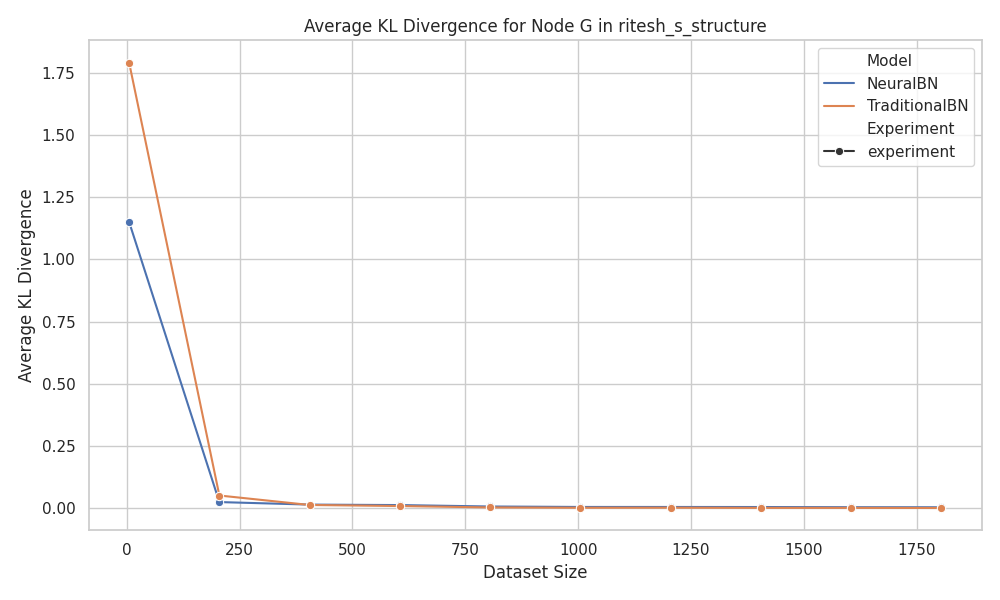 Average KL Divergence for Node G in ritesh_s_structure
Model
NeuralBN
TraditionalBN
Experiment
experiment
Average KL Divergence
1.75
1.50
1.25
1.00
0.75
0.50
0.25
0.00
0 250 500 750 1000 1250 1500 1750
Dataset Size